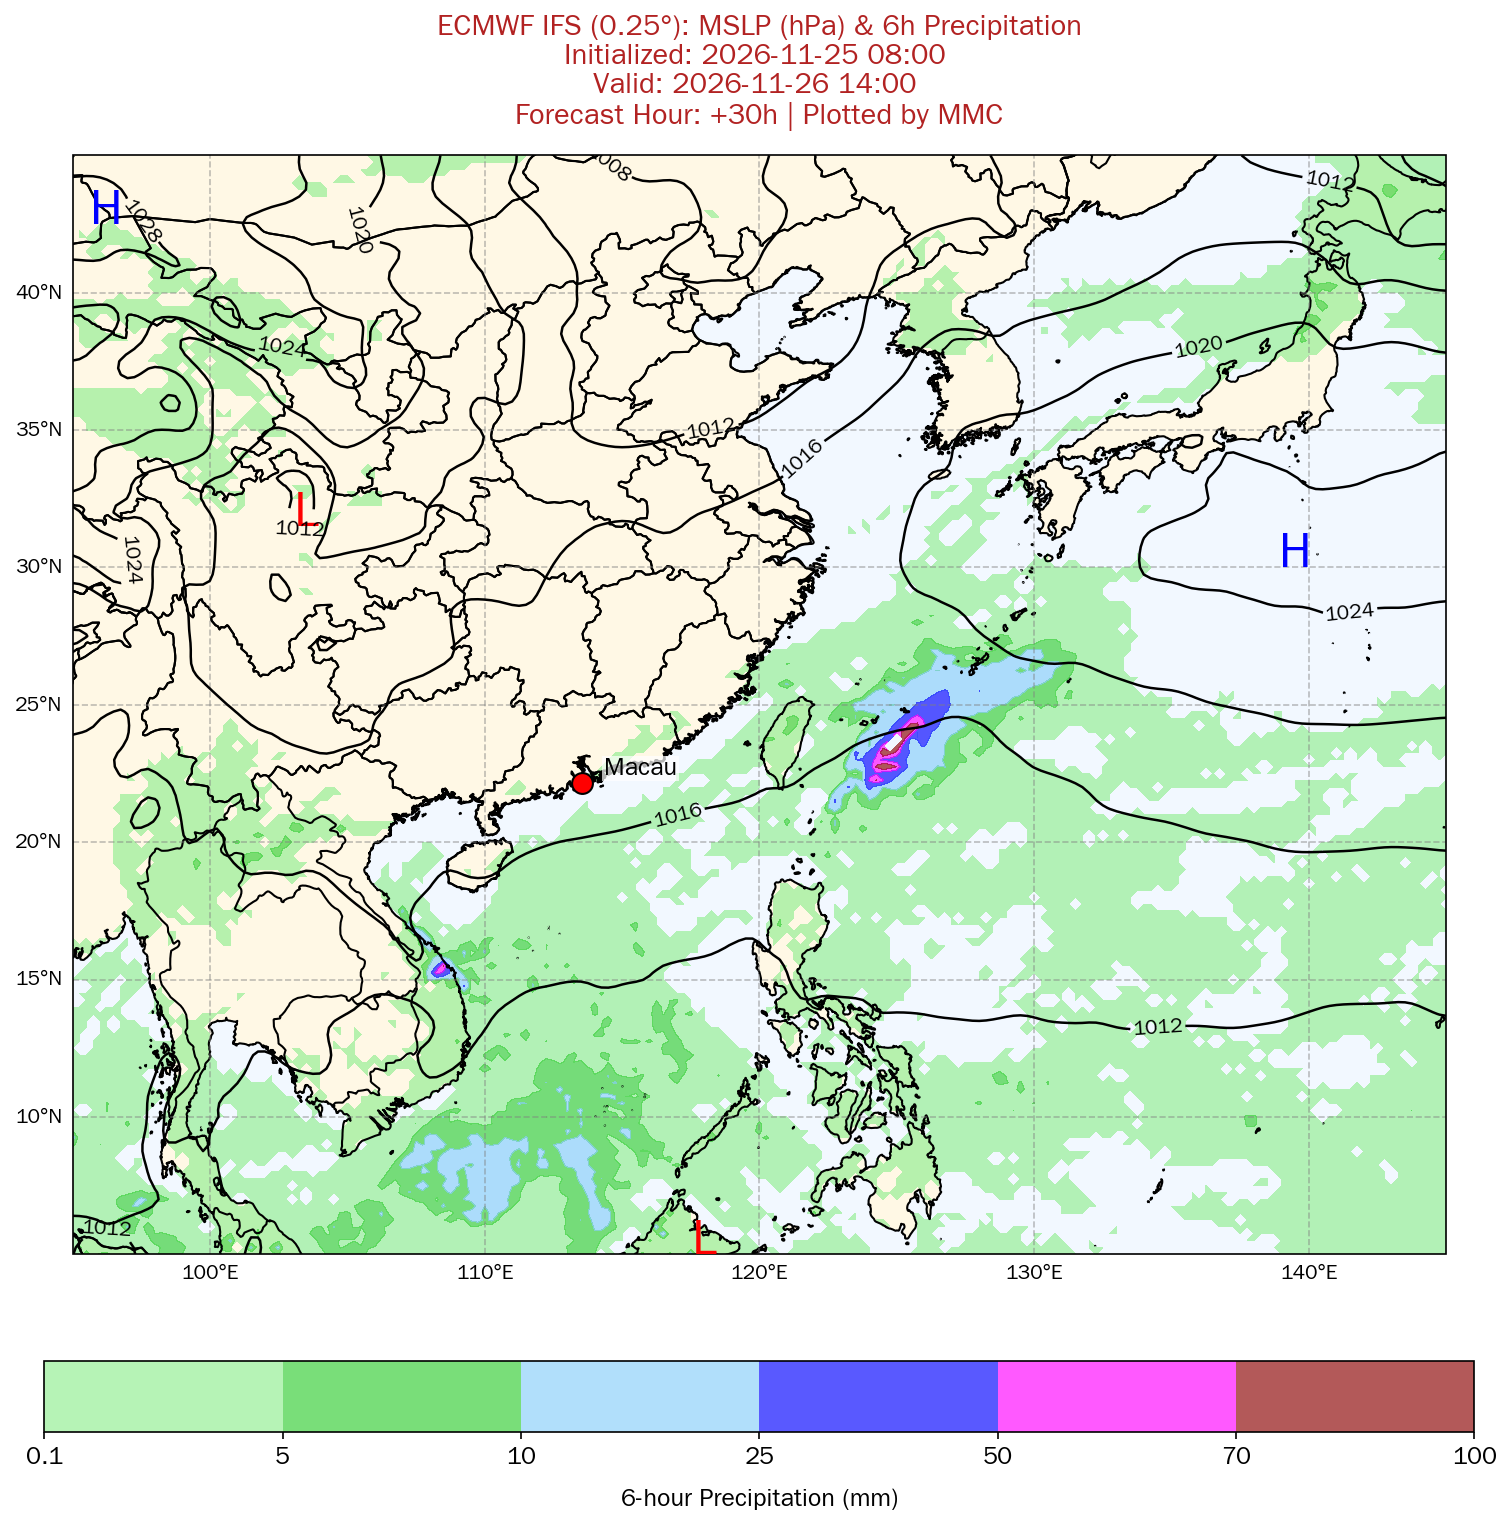 ECMWF IFS (0.25°): MSLP (hPa) & 6h Precipitation
Initialized: 2026-11-25 08:00
Valid: 2026-11-26 14:00
Forecast Hour: +30h | Plotted by MMC
1008
1012
H
1028
1020
40°N
1024
1020
35°N
1012
1016
L
1012
H
30°N
1024
1024
25°N
Macau
1016
20°N
15°N
1012
10°N
1012
L
100°E 110°E 120°E 130°E 140°E
0.1 5 10 25 50 70 100
6-hour Precipitation (mm)